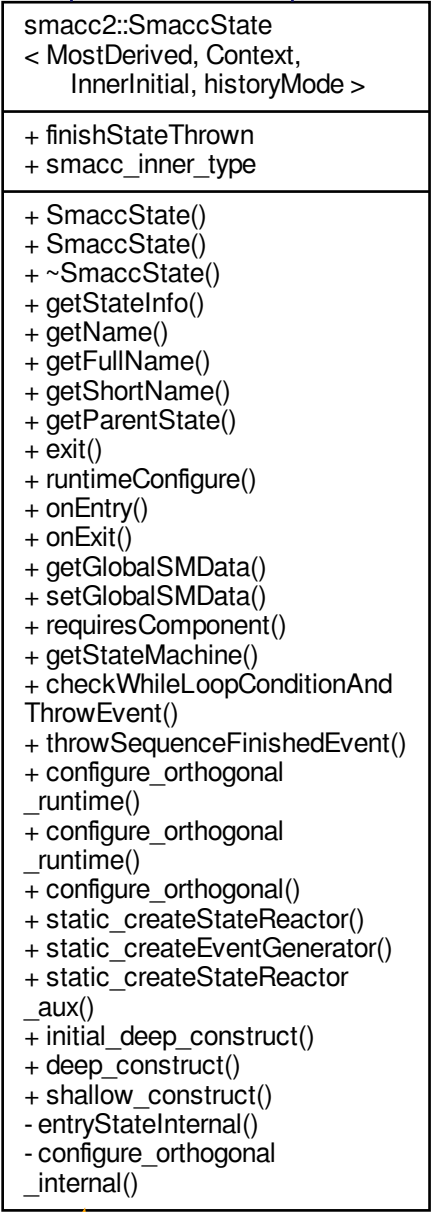 smacc2::SmaccState
< MostDerived, Context,
InnerInitial, historyMode >
+ finishStateThrown
+ smacc_inner_type
+ SmaccState()
+ SmaccState()
+ ~SmaccState()
+ getStateInfo()
+ getName()
+ getFullName()
+ getShortName()
+ getParentState()
+ exit()
+ runtimeConfigure()
+ onEntry()
+ onExit()
+ getGlobalSMData()
+ setGlobalSMData()
+ requiresComponent()
+ getStateMachine()
+ checkWhileLoopConditionAnd
ThrowEvent()
+ throwSequenceFinishedEvent()
+ configure_orthogonal
_runtime()
+ configure_orthogonal
_runtime()
+ configure_orthogonal()
+ static_createStateReactor()
+ static_createEventGenerator()
+ static_createStateReactor
_aux()
+ initial_deep_construct()
+ deep_construct()
+ shallow_construct()
- entryStateInternal()
- configure_orthogonal
_internal()